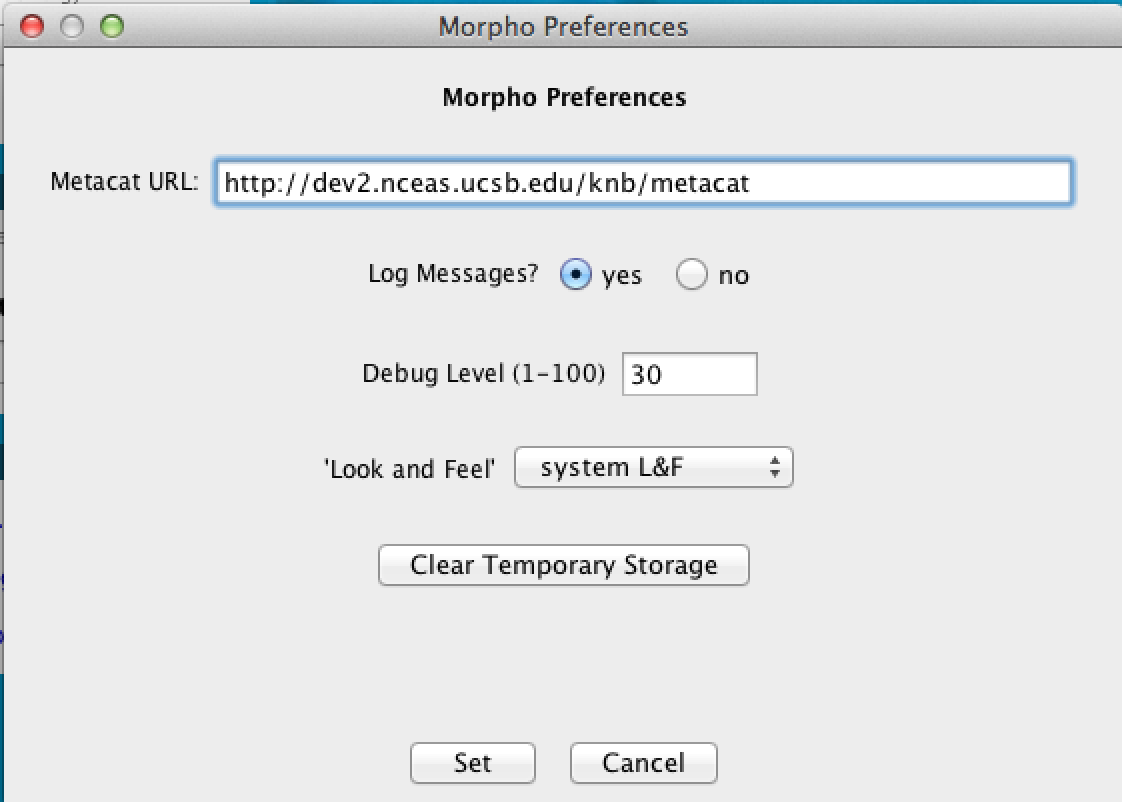 Morpho Preferences
Morpho Preferences
Metacat URL: http://dev2.nceas.ucsb.edu/knb/metacat
Log Messages? yes no
Debug Level (1-100) 30
'Look and Feel' system L&F
Clear Temporary Storage
Set Cancel